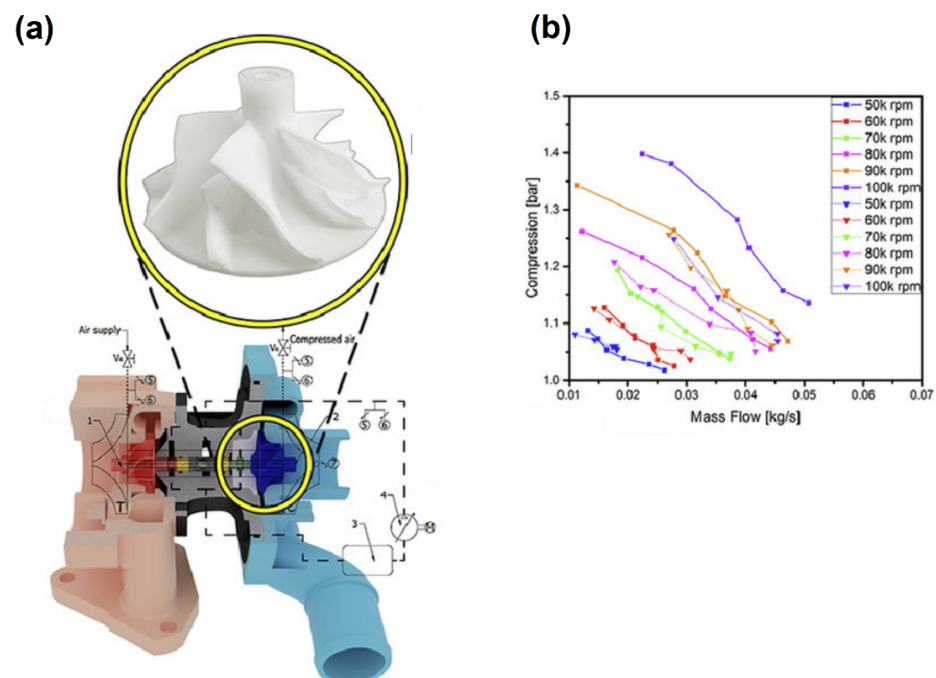 (a)
(b)
Air supply
Compressed air
1
2
3
4
5
6
5
6
5
6
7
T
M
Compression [bar]
1.5
1.4
1.3
1.2
1.1
1.0
0.01
0.02
0.03
0.04
0.05
0.06
0.07
Mass Flow [kg/s]
50k rpm
60k rpm
70k rpm
80k rpm
90k rpm
100k rpm
50k rpm
60k rpm
70k rpm
80k rpm
90k rpm
100k rpm